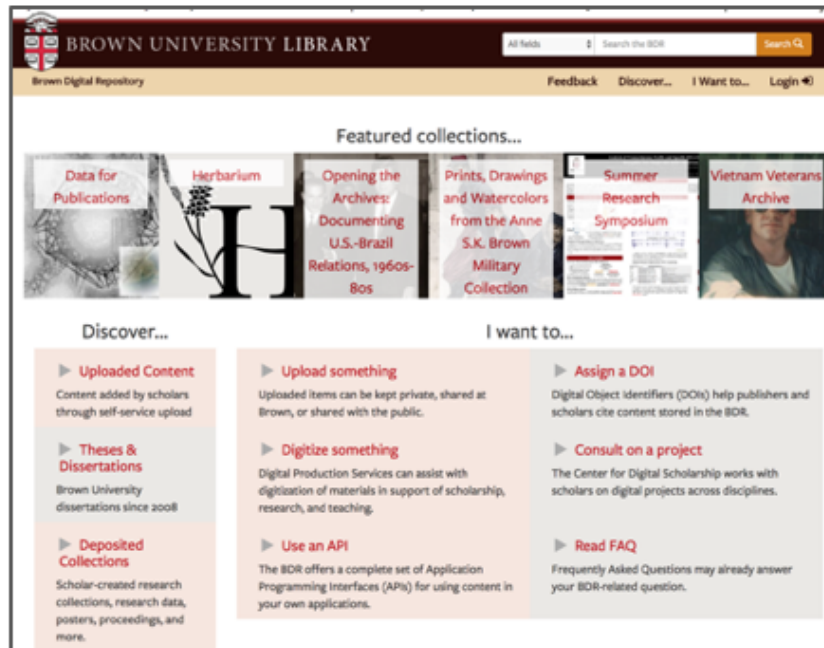 BROWN UNIVERSITY LIBRARY
All fields
Search the BDR
Search
Brown Digital Repository
Feedback Discover... I Want to... Login
Featured collections...
Data for
Publications
Herbarium
Opening the
Archives:
Documenting
U.S.-Brazil
Relations, 1960s-
80s
Prints, Drawings
and Watercolors
from the Anne
S.K. Brown
Military
Collection
Summer
Research
Symposium
Vietnam Veterans
Archive
H
Discover...
Uploaded Content
Content added by scholars
through self-service upload
Theses &
Dissertations
Brown University
dissertations since 2008
Deposited
Collections
Scholar-created research
collections, research data,
posters, proceedings, and
more.
I want to...
Upload something
Uploaded items can be kept private, shared at
Brown, or shared with the public.
Digitize something
Digital Production Services can assist with
digitization of materials in support of scholarship,
research, and teaching.
Use an API
The BDR offers a complete set of Application
Programming Interfaces (APIs) for using content in
your own applications.
Assign a DOI
Digital Object Identifiers (DOIs) help publishers and
scholars cite content stored in the BDR.
Consult on a project
The Center for Digital Scholarship works with
scholars on digital projects across disciplines.
Read FAQ
Frequently Asked Questions may already answer
your BDR-related question.